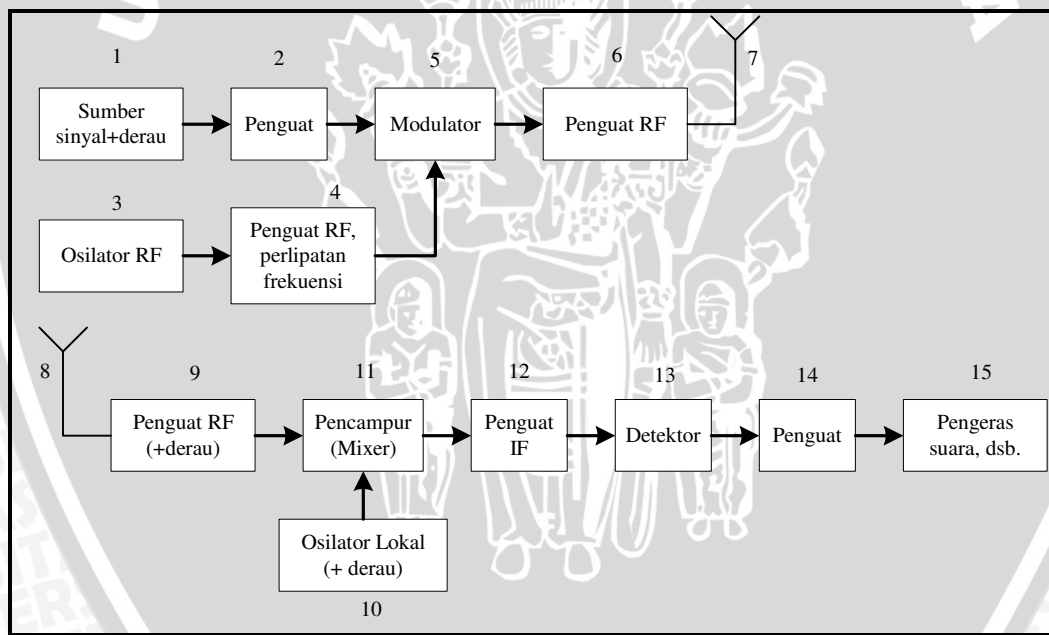 1
2
5
6
7
Sumber
sinyal+derau
Penguat
Modulator
Penguat RF
3
4
Osilator RF
Penguat RF,
perlipatan
frekuensi
8
9
11
12
13
14
15
Penguat RF
(+derau)
Pencampur
(Mixer)
Penguat
IF
Detektor
Penguat
Pengeras
suara, dsb.
Osilator Lokal
(+ derau)
10